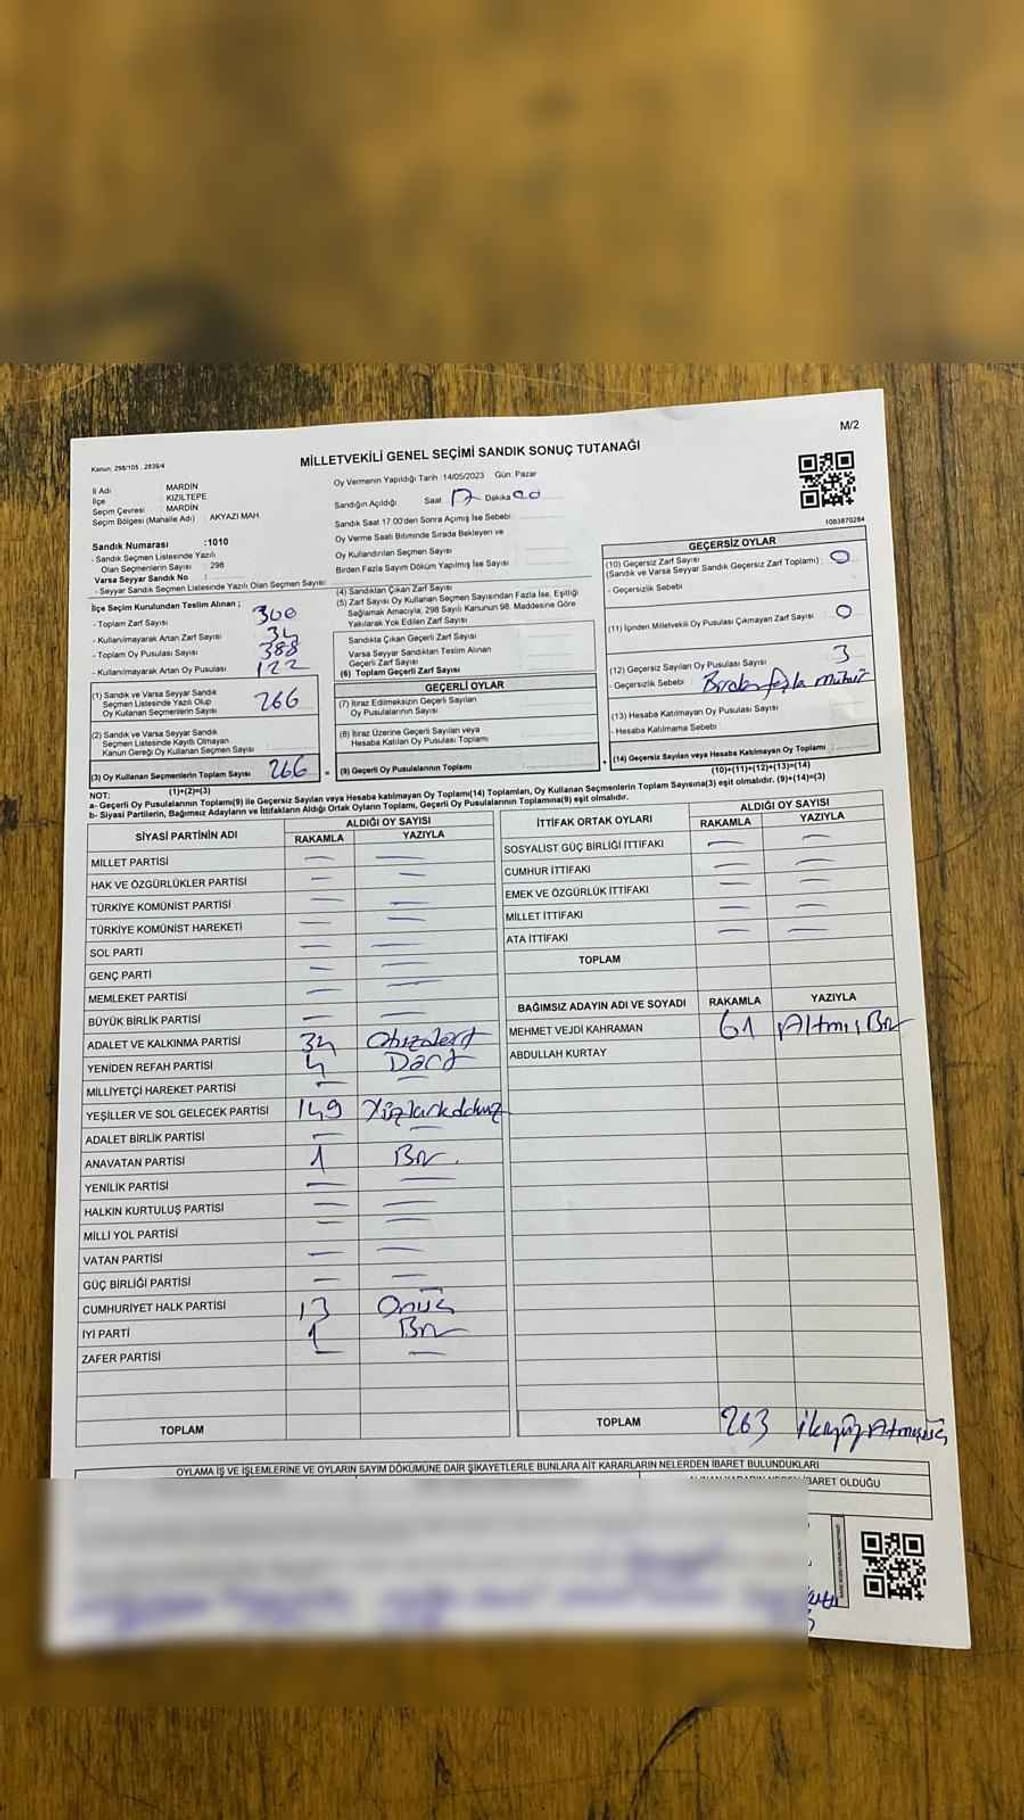 M/2
MİLLETVEKİLİ GENEL SEÇİMİ SANDIK SONUÇ TUTANAĞI
Kanun: 298/105 , 2839/4
İl Adı MARDİN
İlçe KIZILTEPE
Seçim Çevresi MARDİN
Seçim Bölgesi (Mahalle Adı) AKYAZI MAH.
Sandık Numarası :1010
- Sandık Seçmen Listesinde Yazılı
Olan Seçmenlerin Sayısı : 298
Varsa Seyyar Sandık No :
- Seyyar Sandık Seçmen Listesinde Yazılı Olan Seçmen Sayısı:
Oy Vermenin Yapıldığı Tarih :14/05/2023 Gün: Pazar
Sandığın Açıldığı Saat 17 Dakika 00
Sandık Saat 17.00'den Sonra Açılmış İse Sebebi
Oy Verme Saati Bitiminde Sırada Bekleyen ve
Oy Kullandırılan Seçmen Sayısı
Birden Fazla Sayım Döküm Yapılmış İse Sayısı
1083870284
İlçe Seçim Kurulundan Teslim Alınan ;
- Toplam Zarf Sayısı 300
- Kullanılmayarak Artan Zarf Sayısı 34
- Toplam Oy Pusulası Sayısı 388
- Kullanılmayarak Artan Oy Pusulası 122
(1) Sandık ve Varsa Seyyar Sandık
Seçmen Listesinde Yazılı Olup
Oy Kullanan Seçmenlerin Sayısı 266
(2) Sandık ve Varsa Seyyar Sandık
Seçmen Listesinde Kayıtlı Olmayan
Kanun Gereği Oy Kullanan Seçmen Sayısı
(3) Oy Kullanan Seçmenlerin Toplam Sayısı 266
(1)+(2)=(3)
(4) Sandıktan Çıkan Zarf Sayısı
(5) Zarf Sayısı Oy Kullanan Seçmen Sayısından Fazla İse, Eşitliği
Sağlamak Amacıyla, 298 Sayılı Kanunun 98. Maddesine Göre
Yakılarak Yok Edilen Zarf Sayısı
Sandıkta Çıkan Geçerli Zarf Sayısı
Varsa Seyyar Sandıktan Teslim Alınan
Geçerli Zarf Sayısı
(6) Toplam Geçerli Zarf Sayısı
GEÇERLİ OYLAR
(7) İtiraz Edilmeksizin Geçerli Sayılan
Oy Pusulalarının Sayısı
(8) İtiraz Üzerine Geçerli Sayılan veya
Hesaba Katılan Oy Pusulası Toplamı
= (9) Geçerli Oy Pusulalarının Toplamı
GEÇERSİZ OYLAR
(10) Geçersiz Zarf Sayısı
(Sandık ve Varsa Seyyar Sandık Geçersiz Zarf Toplamı) : 0
- Geçersizlik Sebebi
(11) İçinden Milletvekili Oy Pusulası Çıkmayan Zarf Sayısı 0
(12) Geçersiz Sayılan Oy Pusulası Sayısı 3
- Geçersizlik Sebebi Birden fazla mühür
(13) Hesaba Katılmayan Oy Pusulası Sayısı
- Hesaba Katılmama Sebebi
+ (14) Geçersiz Sayılan veya Hesaba Katılmayan Oy Toplamı
(10)+(11)+(12)+(13)=(14)
NOT:
a- Geçerli Oy Pusulalarının Toplamı(9) ile Geçersiz Sayılan veya Hesaba katılmayan Oy Toplamı(14) Toplamları, Oy Kullanan Seçmenlerin Toplam Sayısına(3) eşit olmalıdır. (9)+(14)=(3)
b- Siyasi Partilerin, Bağımsız Adayların ve İttifakların Aldığı Ortak Oyların Toplamı, Geçerli Oy Pusulalarının Toplamına(9) eşit olmalıdır.
SİYASİ PARTİNİN ADI ALDIĞI OY SAYISI
RAKAMLA YAZIYLA
MİLLET PARTİSİ — —
HAK VE ÖZGÜRLÜKLER PARTİSİ — —
TÜRKİYE KOMÜNİST PARTİSİ — —
TÜRKİYE KOMÜNİST HAREKETİ — —
SOL PARTİ — —
GENÇ PARTİ — —
MEMLEKET PARTİSİ — —
BÜYÜK BİRLİK PARTİSİ — —
ADALET VE KALKINMA PARTİSİ 34 Otuzdört
YENİDEN REFAH PARTİSİ 4 Dört
MİLLİYETÇİ HAREKET PARTİSİ — —
YEŞİLLER VE SOL GELECEK PARTİSİ 149 Yüzkırkdokuz
ADALET BİRLİK PARTİSİ — —
ANAVATAN PARTİSİ 1 Bir
YENİLİK PARTİSİ — —
HALKIN KURTULUŞ PARTİSİ — —
MİLLİ YOL PARTİSİ — —
VATAN PARTİSİ — —
GÜÇ BİRLİĞİ PARTİSİ — —
CUMHURİYET HALK PARTİSİ 13 Onüç
İYİ PARTİ 1 Bir
ZAFER PARTİSİ — —
TOPLAM
İTTİFAK ORTAK OYLARI ALDIĞI OY SAYISI
RAKAMLA YAZIYLA
SOSYALİST GÜÇ BİRLİĞİ İTTİFAKI — —
CUMHUR İTTİFAKI — —
EMEK VE ÖZGÜRLÜK İTTİFAKI — —
MİLLET İTTİFAKI — —
ATA İTTİFAKI — —
TOPLAM
BAĞIMSIZ ADAYIN ADI VE SOYADI RAKAMLA YAZIYLA
MEHMET VEJDİ KAHRAMAN 61 Altmış Bir
ABDULLAH KURTAY
TOPLAM 263 İkiyüzAtmışüç
OYLAMA İŞ VE İŞLEMLERİNE VE OYLARIN SAYIM DÖKÜMÜNE DAİR ŞİKAYETLERLE BUNLARA AİT KARARLARIN NELERDEN İBARET BULUNDUKLARI
İBARET OLDUĞU